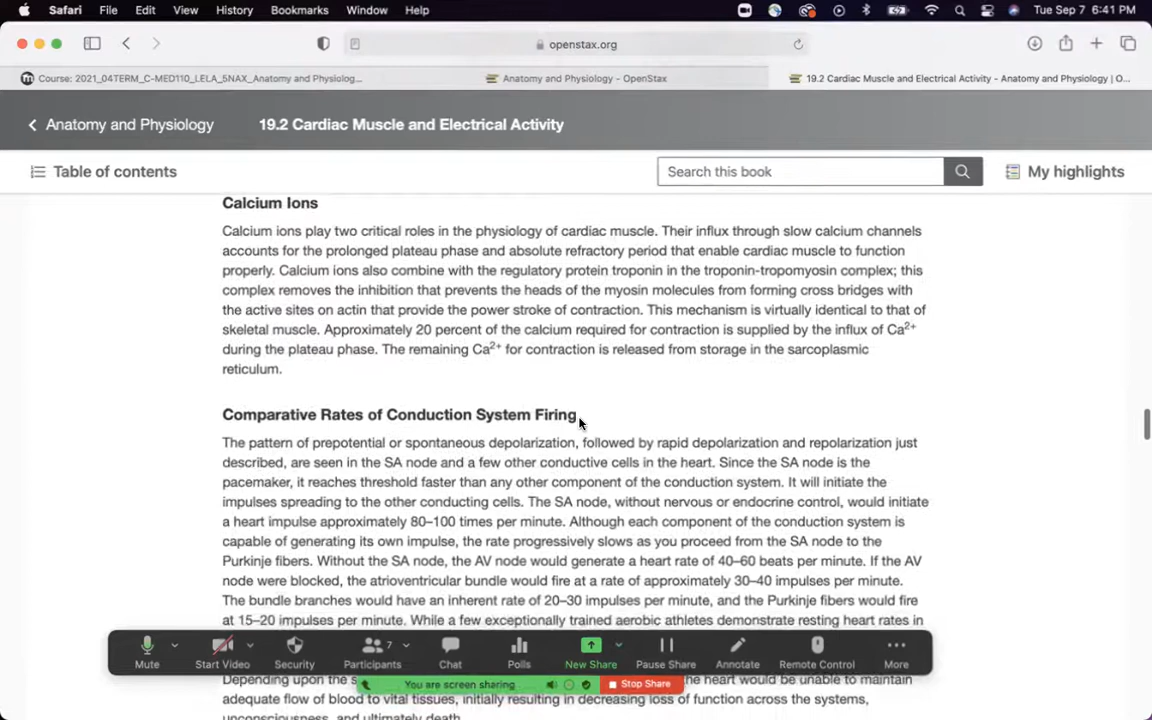 Safari File Edit View History Bookmarks Window Help Tue Sep 7 6:41 PM
openstax.org
Course: 2021_04TERM_C-MED110_LELA_5NAX_Anatomy and Physiolog... Anatomy and Physiology - OpenStax 19.2 Cardiac Muscle and Electrical Activity - Anatomy and Physiology | O...
Anatomy and Physiology 19.2 Cardiac Muscle and Electrical Activity
Table of contents Search this book My highlights
Calcium Ions
Calcium ions play two critical roles in the physiology of cardiac muscle. Their influx through slow calcium channels
accounts for the prolonged plateau phase and absolute refractory period that enable cardiac muscle to function
properly. Calcium ions also combine with the regulatory protein troponin in the troponin-tropomyosin complex; this
complex removes the inhibition that prevents the heads of the myosin molecules from forming cross bridges with
the active sites on actin that provide the power stroke of contraction. This mechanism is virtually identical to that of
skeletal muscle. Approximately 20 percent of the calcium required for contraction is supplied by the influx of Ca²⁺
during the plateau phase. The remaining Ca²⁺ for contraction is released from storage in the sarcoplasmic
reticulum.
Comparative Rates of Conduction System Firing
The pattern of prepotential or spontaneous depolarization, followed by rapid depolarization and repolarization just
described, are seen in the SA node and a few other conductive cells in the heart. Since the SA node is the
pacemaker, it reaches threshold faster than any other component of the conduction system. It will initiate the
impulses spreading to the other conducting cells. The SA node, without nervous or endocrine control, would initiate
a heart impulse approximately 80–100 times per minute. Although each component of the conduction system is
capable of generating its own impulse, the rate progressively slows as you proceed from the SA node to the
Purkinje fibers. Without the SA node, the AV node would generate a heart rate of 40–60 beats per minute. If the AV
node were blocked, the atrioventricular bundle would fire at a rate of approximately 30–40 impulses per minute.
The bundle branches would have an inherent rate of 20–30 impulses per minute, and the Purkinje fibers would fire
at 15–20 impulses per minute. While a few exceptionally trained aerobic athletes demonstrate resting heart rates in
7
Mute Start Video Security Participants Chat Polls New Share Pause Share Annotate Remote Control More
Depending upon the he heart would be unable to maintain
You are screen sharing Stop Share
adequate flow of blood to vital tissues, initially resulting in decreasing loss of function across the systems,
unconsciousness, and ultimately death.